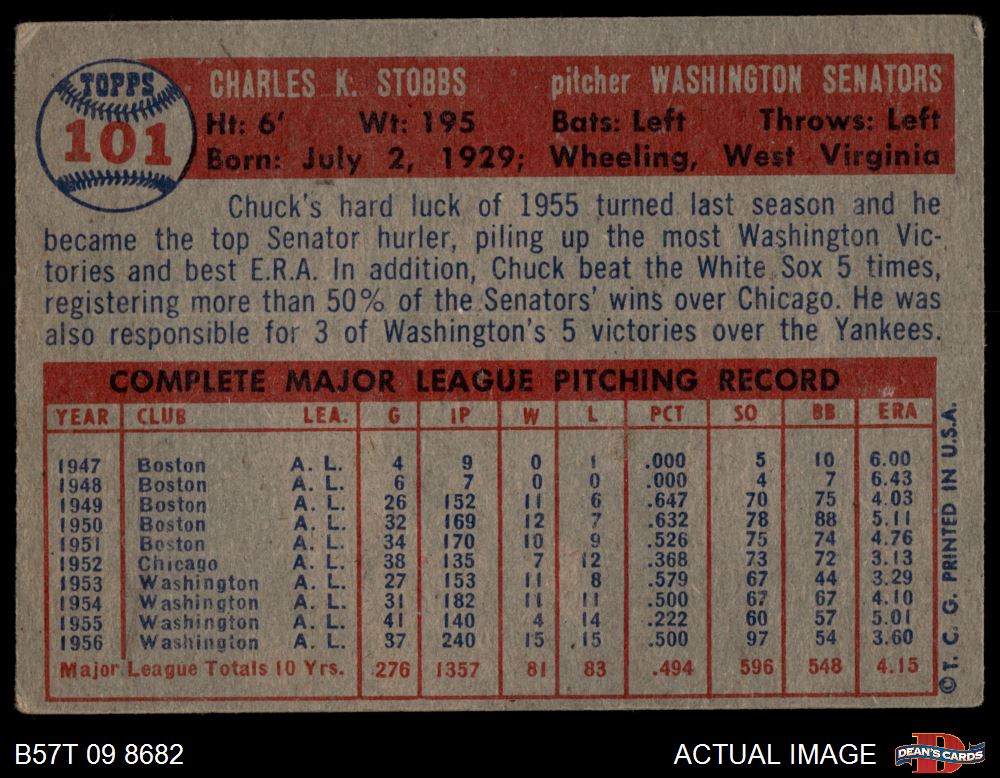 TOPPS
101
CHARLES K. STOBBS pitcher WASHINGTON SENATORS
Ht: 6' Wt: 195 Bats: Left Throws: Left
Born: July 2, 1929; Wheeling, West Virginia
Chuck's hard luck of 1955 turned last season and he
became the top Senator hurler, piling up the most Washington Vic-
tories and best E.R.A. In addition, Chuck beat the White Sox 5 times,
registering more than 50% of the Senators' wins over Chicago. He was
also responsible for 3 of Washington's 5 victories over the Yankees.
COMPLETE MAJOR LEAGUE PITCHING RECORD
YEAR CLUB LEA. G IP W L PCT SO BB ERA
1947 Boston A. L. 4 9 0 1 .000 5 10 6.00
1948 Boston A. L. 6 7 0 0 .000 4 7 6.43
1949 Boston A. L. 26 152 11 6 .647 70 75 4.03
1950 Boston A. L. 32 169 12 7 .632 78 88 5.11
1951 Boston A. L. 34 170 10 9 .526 75 74 4.76
1952 Chicago A. L. 38 135 7 12 .368 73 72 3.13
1953 Washington A. L. 27 153 11 8 .579 67 44 3.29
1954 Washington A. L. 31 182 11 11 .500 67 67 4.10
1955 Washington A. L. 41 140 4 14 .222 60 57 5.01
1956 Washington A. L. 37 240 15 15 .500 97 54 3.60
Major League Totals 10 Yrs. 276 1357 81 83 .494 596 548 4.15
© T. C. G. PRINTED IN U.S.A.
B57T 09 8682 ACTUAL IMAGE DEAN'S CARDS